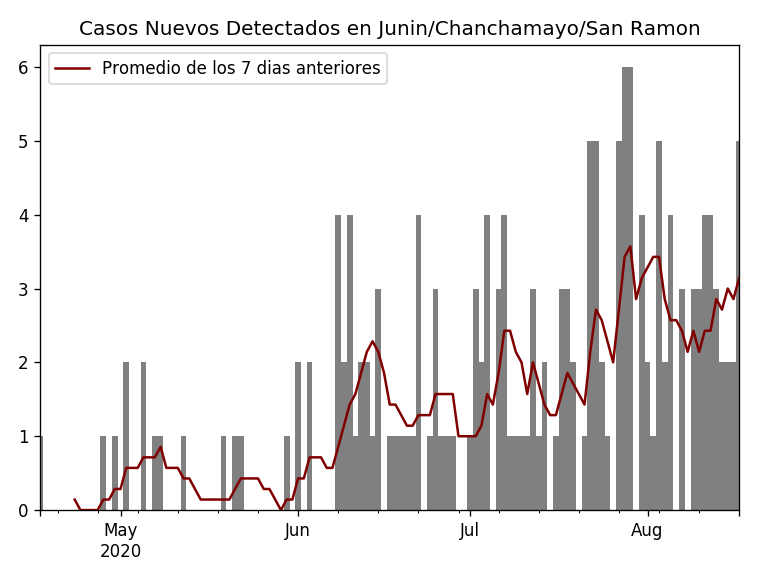 Casos Nuevos Detectados en Junin/Chanchamayo/San Ramon
Promedio de los 7 dias anteriores
6
5
4
3
2
1
0
May
2020
Jun
Jul
Aug